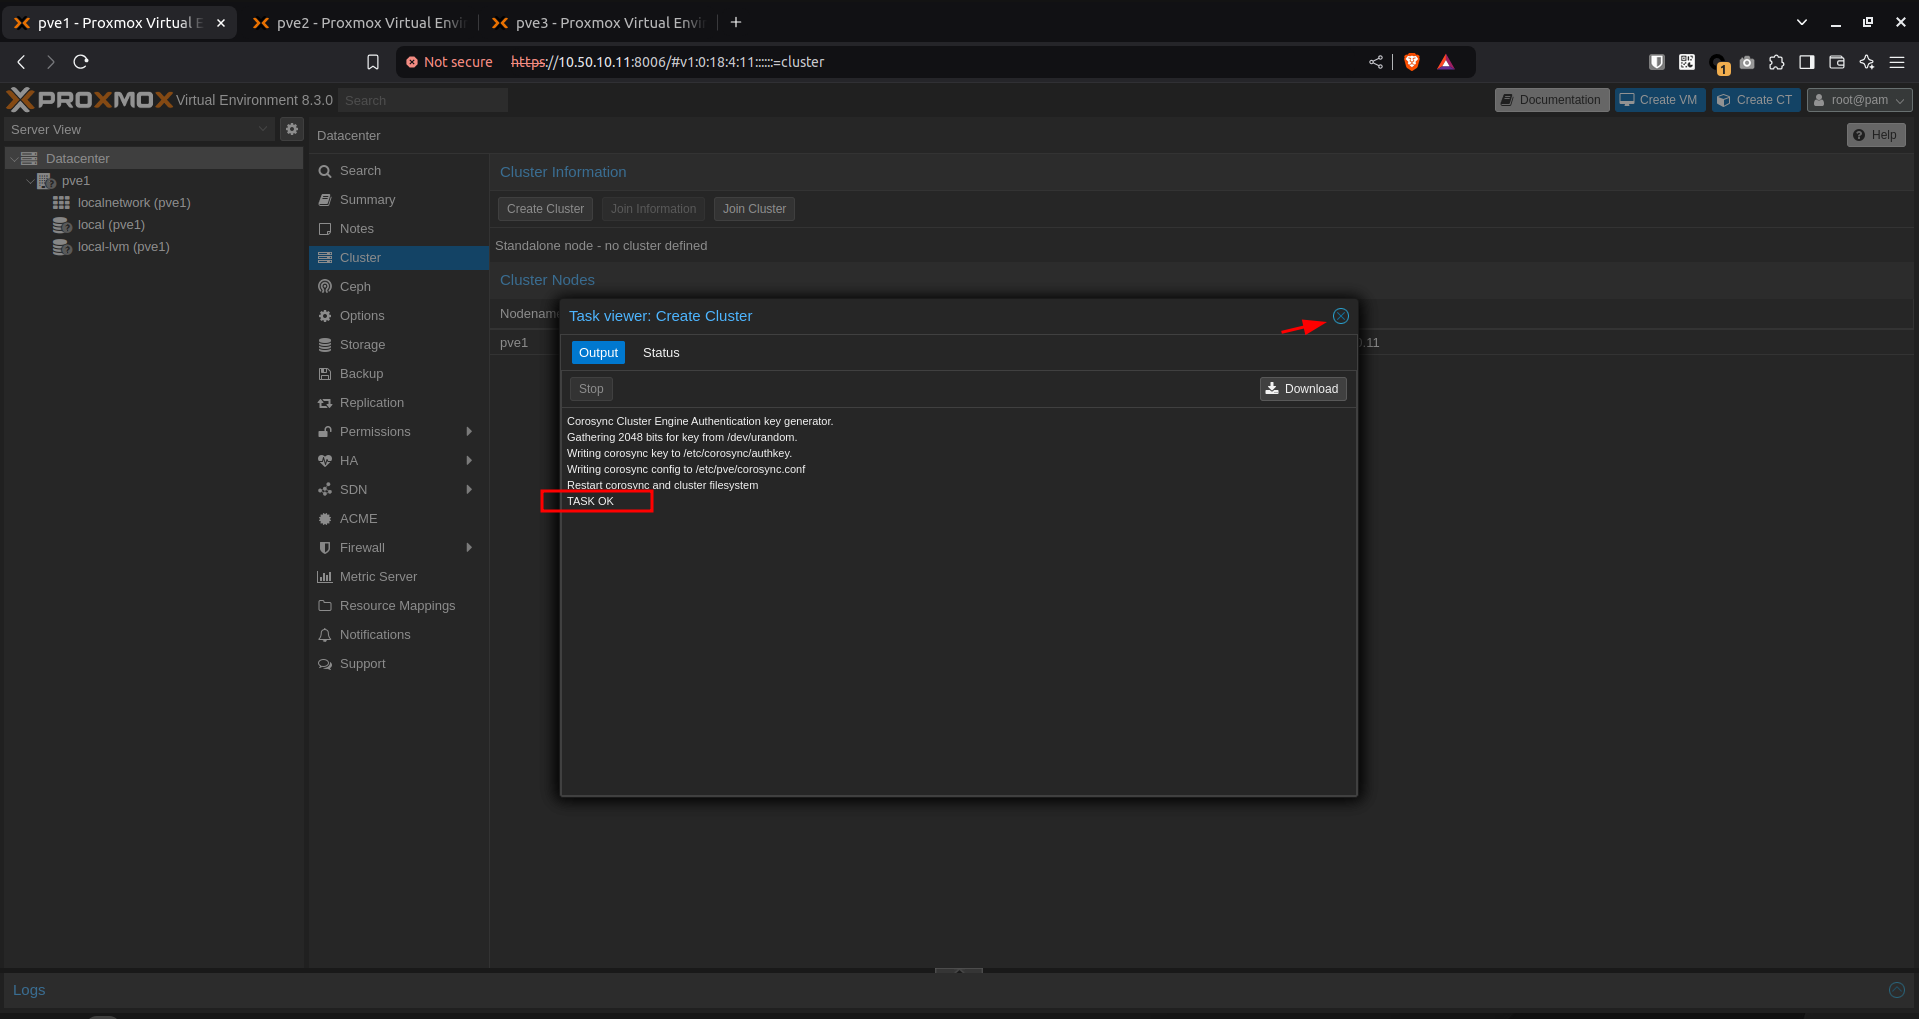 pve1 - Proxmox Virtual E
pve2 - Proxmox Virtual Envi
pve3 - Proxmox Virtual Envir
Not secure https://10.50.10.11:8006/#v1:0:18:4:11::::::=cluster
1
PROXMOX Virtual Environment 8.3.0 Search
Documentation Create VM Create CT root@pam
Server View
Datacenter
Help
Datacenter
pve1
localnetwork (pve1)
local (pve1)
local-lvm (pve1)
Search
Summary
Notes
Cluster
Ceph
Options
Storage
Backup
Replication
Permissions
HA
SDN
ACME
Firewall
Metric Server
Resource Mappings
Notifications
Support
Cluster Information
Create Cluster Join Information Join Cluster
Standalone node - no cluster defined
Cluster Nodes
Nodename
pve1
.11
Task viewer: Create Cluster
Output Status
Stop Download
Corosync Cluster Engine Authentication key generator.
Gathering 2048 bits for key from /dev/urandom.
Writing corosync key to /etc/corosync/authkey.
Writing corosync config to /etc/pve/corosync.conf
Restart corosync and cluster filesystem
TASK OK
Logs